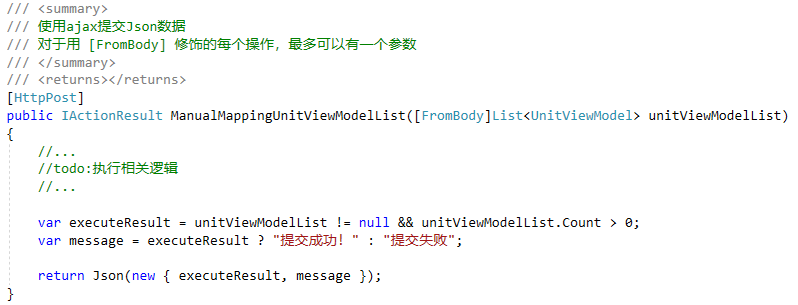 /// <summary>
/// 使用ajax提交Json数据
/// 对于用 [FromBody] 修饰的每个操作，最多可以有一个参数
/// </summary>
/// <returns></returns>
[HttpPost]
public IActionResult ManualMappingUnitViewModelList([FromBody]List<UnitViewModel> unitViewModelList)
{
    //...
    //todo:执行相关逻辑
    //...

    var executeResult = unitViewModelList != null && unitViewModelList.Count > 0;
    var message = executeResult ? "提交成功！" : "提交失败";

    return Json(new { executeResult, message });
}